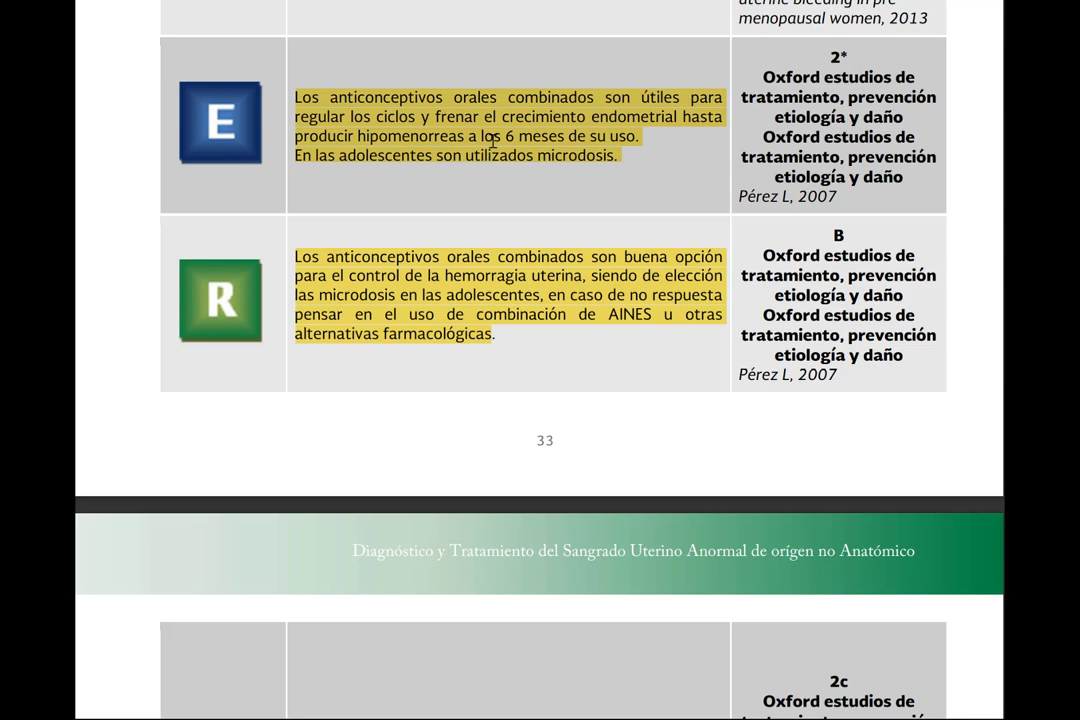 uterine bleeding in pre
menopausal women, 2013
E
Los anticonceptivos orales combinados son útiles para
regular los ciclos y frenar el crecimiento endometrial hasta
producir hipomenorreas a los 6 meses de su uso.
En las adolescentes son utilizados microdosis.
2*
Oxford estudios de
tratamiento, prevención
etiología y daño
Oxford estudios de
tratamiento, prevención
etiología y daño
Pérez L, 2007
R
Los anticonceptivos orales combinados son buena opción
para el control de la hemorragia uterina, siendo de elección
las microdosis en las adolescentes, en caso de no respuesta
pensar en el uso de combinación de AINES u otras
alternativas farmacológicas.
B
Oxford estudios de
tratamiento, prevención
etiología y daño
Oxford estudios de
tratamiento, prevención
etiología y daño
Pérez L, 2007
33
Diagnóstico y Tratamiento del Sangrado Uterino Anormal de orígen no Anatómico
2c
Oxford estudios de